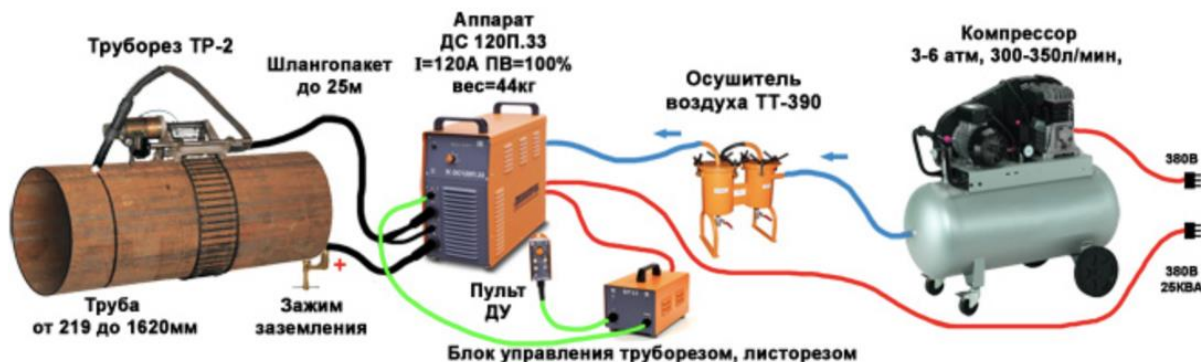 Труборез ТР-2
Шлангопакет
до 25м
Аппарат
ДС 120П.33
I=120А ПВ=100%
вес=44кг
Осушитель
воздуха ТТ-390
Компрессор
3-6 атм, 300-350л/мин,
380В
380В
25КВА
+
Труба
от 219 до 1620мм
Зажим
заземления
Пульт
ДУ
Блок управления труборезом, листорезом